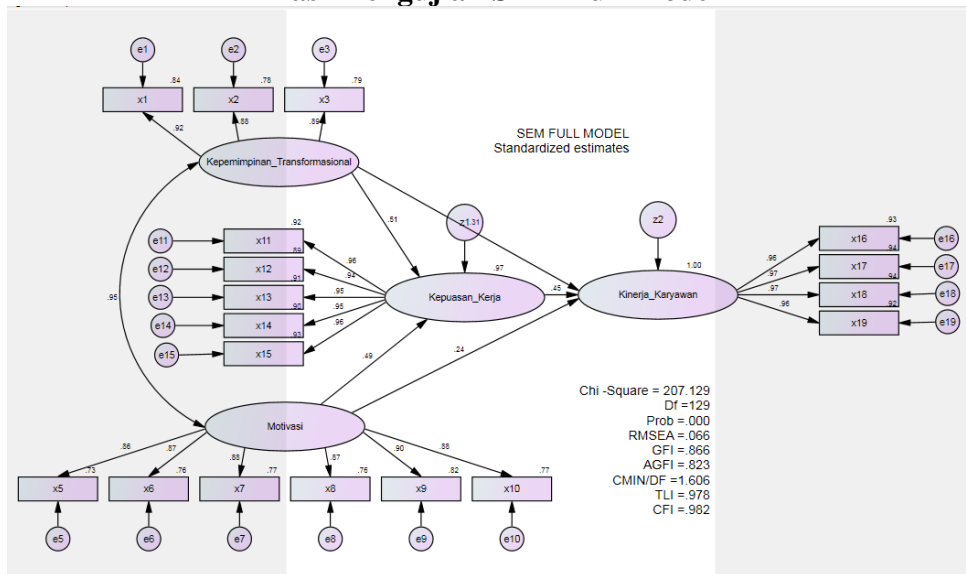 e1
e2
e3
.84
.78
.79
x1
x2
x3
.92
.88
.89
SEM FULL MODEL
Standardized estimates
Kepemimpinan_Transformasional
.51
z1
.31
z2
.92
.93
e11
x11
x16
e16
.89
.94
e12
x12
.96
.97
.96
x17
e17
.91
1.00
.97
.94
.94
e13
x13
.95
Kepuasan_Kerja
.45
Kinerja_Karyawan
.97
x18
e18
.95
.90
.95
.96
.92
e14
x14
.96
x19
e19
.93
e15
x15
.49
.24
Chi -Square = 207.129
Df =129
Prob =.000
RMSEA =.066
GFI =.866
AGFI =.823
CMIN/DF =1.606
TLI =.978
CFI =.982
Motivasi
.86
.87
.88
.87
.90
.88
.73
.76
.77
.76
.82
.77
x5
x6
x7
x8
x9
x10
e5
e6
e7
e8
e9
e10